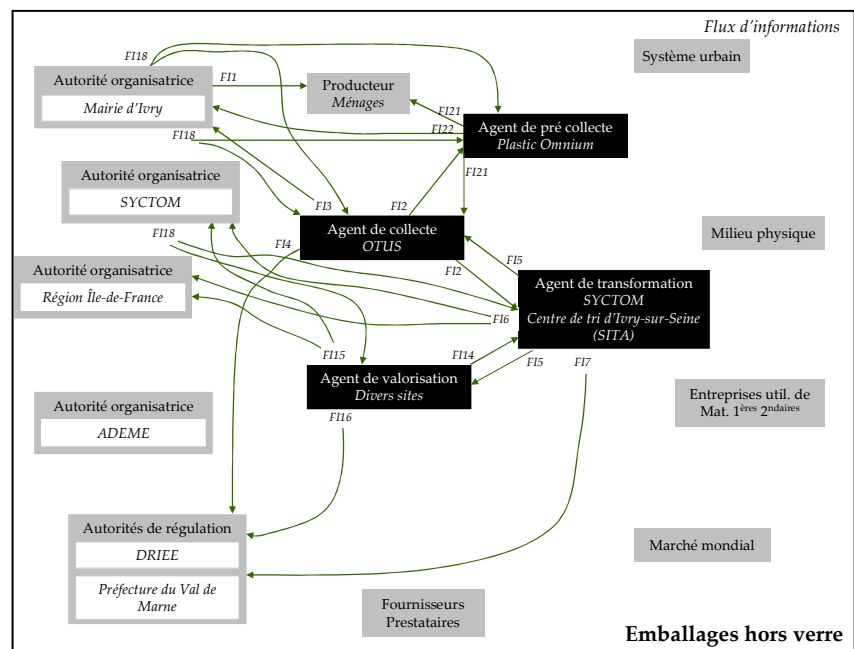 Flux d'informations
FI18
Système urbain
Autorité organisatrice
Mairie d'Ivry
FI1
Producteur
Ménages
FI21
FI22
Agent de pré collecte
Plastic Omnium
FI18
FI21
Autorité organisatrice
SYCTOM
FI3
FI2
FI18
FI4
Agent de collecte
OTUS
Milieu physique
FI5
FI2
Autorité organisatrice
Région Île-de-France
Agent de transformation
SYCTOM
Centre de tri d'Ivry-sur-Seine
(SITA)
FI6
FI15
FI14
FI5
FI7
Agent de valorisation
Divers sites
FI16
Autorité organisatrice
ADEME
Entreprises util. de
Mat. 1ères 2ndaires
Autorités de régulation
DRIEE
Préfecture du Val de
Marne
Marché mondial
Fournisseurs
Prestataires
Emballages hors verre